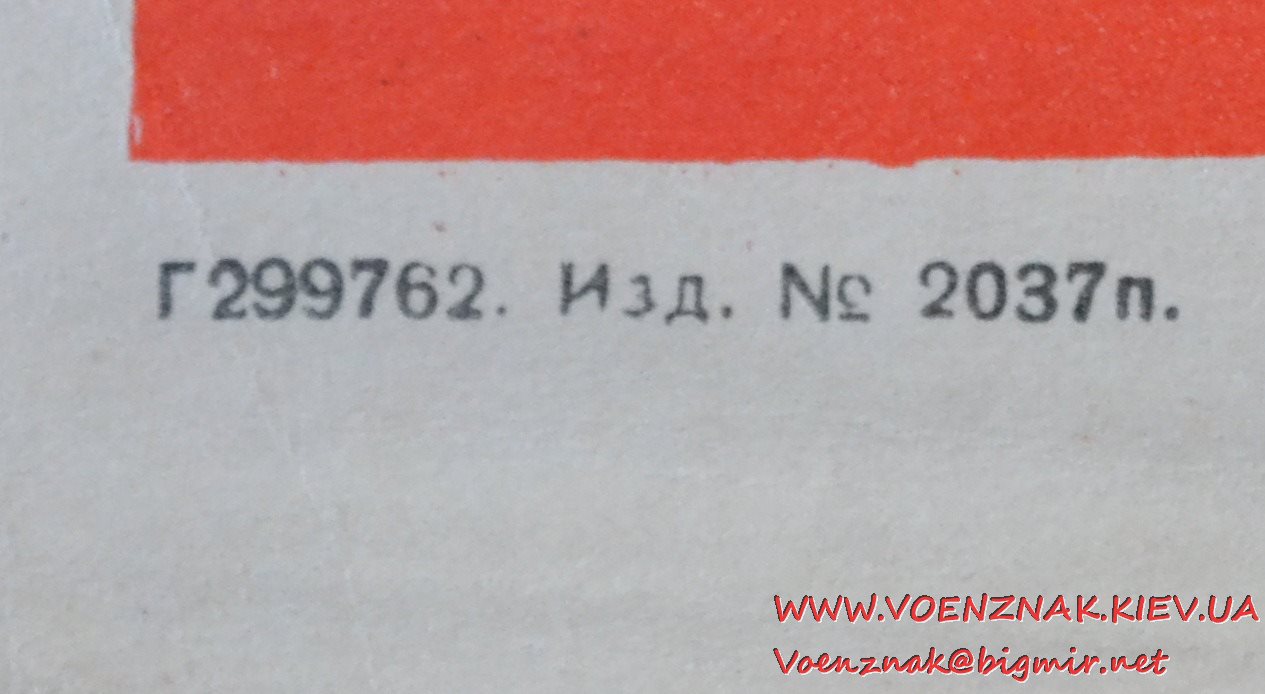 Г299762. Изд. № 2037п.
WWW.VOENZNAK.KIEV.UA
Voenznak@bigmir.net